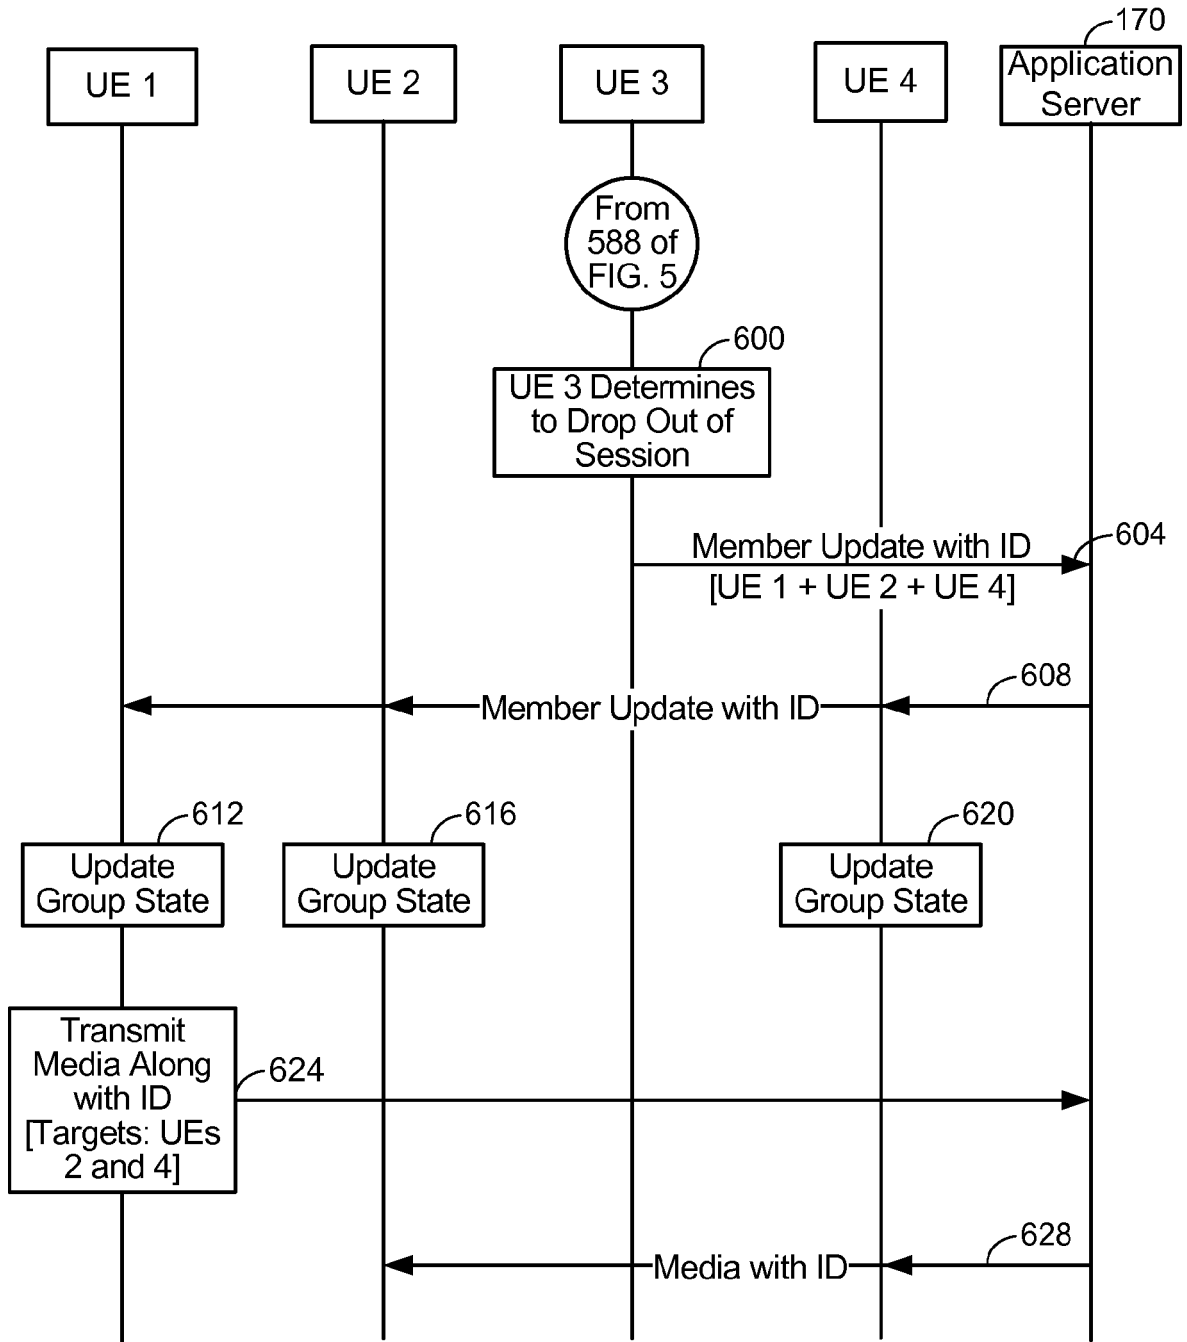 170
UE 1
UE 2
UE 3
UE 4
Application
Server
From
588 of
FIG. 5
600
UE 3 Determines
to Drop Out of
Session
604
Member Update with ID
[UE 1 + UE 2 + UE 4]
608
Member Update with ID
612
616
620
Update
Group State
Update
Group State
Update
Group State
Transmit
Media Along
with ID
[Targets: UEs
2 and 4]
624
628
Media with ID